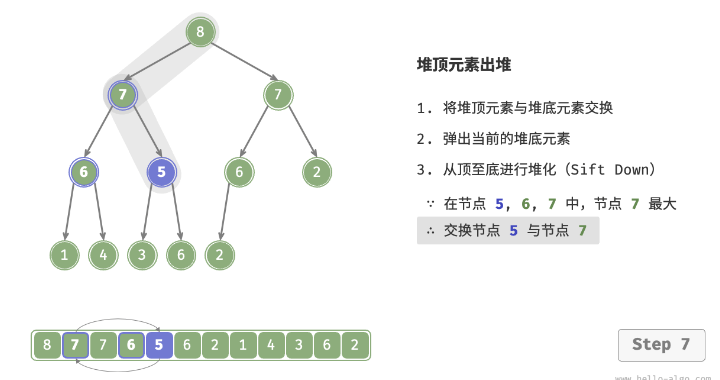 8
堆顶元素出堆
7
7
1. 将堆顶元素与堆底元素交换
2. 弹出当前的堆底元素
6
5
6
2
3. 从顶至底进行堆化（Sift Down）
∵ 在节点 5, 6, 7 中，节点 7 最大
∴ 交换节点 5 与节点 7
1 4 3 6 2
8 7 7 6 5 6 2 1 4 3 6 2
Step 7
www.hello-algo.com